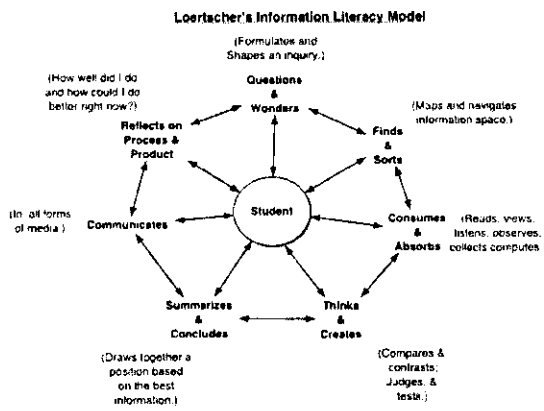 Loertscher's Information Literacy Model
(Formulates and
Shapes an inquiry.)
Questions
&
Wonders
(How well did I do
and how could I do
better right now?)
Reflects on
Process &
Product
(Maps and navigates
information space.)
Finds
&
Sorts
(In all forms
of media.)
Communicates
Student
Consumes
&
Absorbs
(Reads, views,
listens, observes,
collects computes
Summarizes
&
Concludes
Thinks
&
Creates
(Draws together a
position based
on the best
information.)
(Compares &
contrasts;
Judges, &
tests.)